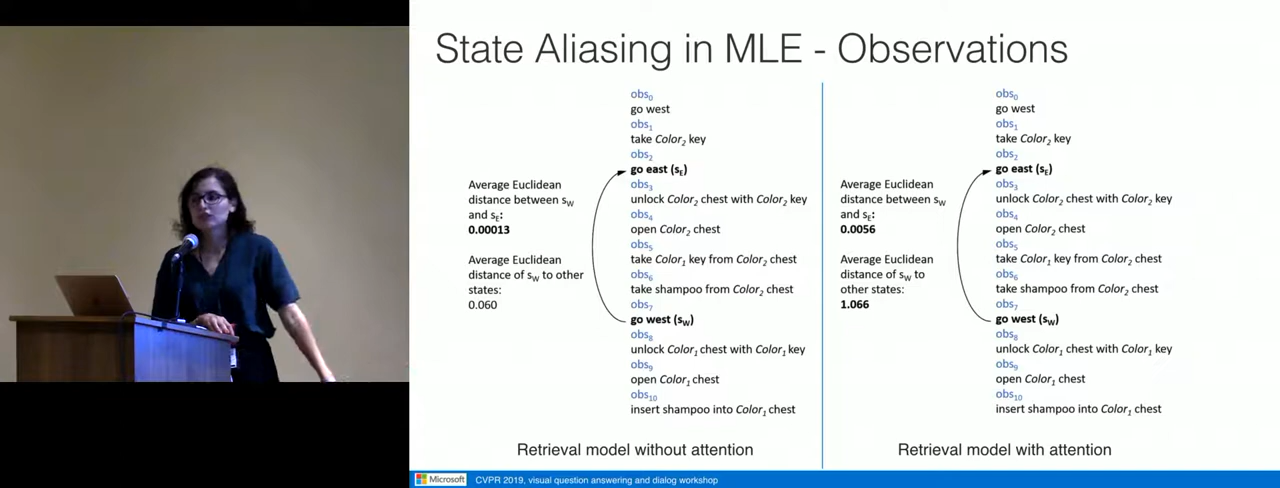 State Aliasing in MLE - Observations
obs0
go west
obs1
take Color2 key
obs2
go east (sE)
obs3
unlock Color2 chest with Color2 key
obs4
open Color2 chest
obs5
take Color1 key from Color2 chest
obs6
take shampoo from Color2 chest
obs7
go west (sW)
obs8
unlock Color1 chest with Color1 key
obs9
open Color1 chest
obs10
insert shampoo into Color1 chest
Average Euclidean
distance between sW
and sE:
0.00013
Average Euclidean
distance of sW to other
states:
0.060
Retrieval model without attention
obs0
go west
obs1
take Color2 key
obs2
go east (sE)
obs3
unlock Color2 chest with Color2 key
obs4
open Color2 chest
obs5
take Color1 key from Color2 chest
obs6
take shampoo from Color2 chest
obs7
go west (sW)
obs8
unlock Color1 chest with Color1 key
obs9
open Color1 chest
obs10
insert shampoo into Color1 chest
Average Euclidean
distance between sW
and sE:
0.0056
Average Euclidean
distance of sW to
other states:
1.066
Retrieval model with attention
Microsoft
CVPR 2019, visual question answering and dialog workshop